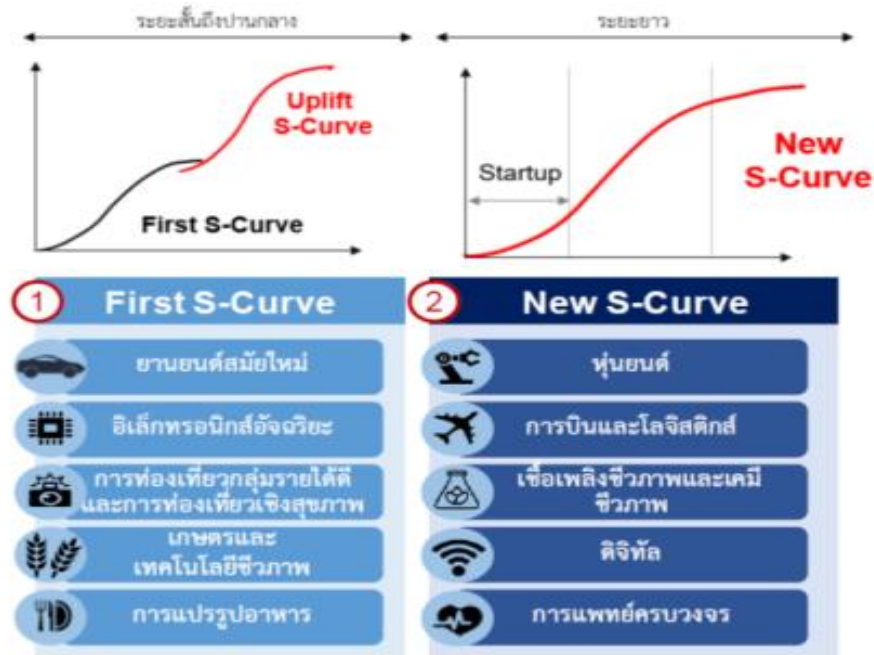 ระยะสั้นถึงปานกลาง
ระยะยาว
Uplift
S-Curve
First S-Curve
Startup
New
S-Curve
1 First S-Curve
ยานยนต์สมัยใหม่
อิเล็กทรอนิกส์อัจฉริยะ
การท่องเที่ยวกลุ่มรายได้ดี
และการท่องเที่ยวเชิงสุขภาพ
เกษตรและ
เทคโนโลยีชีวภาพ
การแปรรูปอาหาร
2 New S-Curve
หุ่นยนต์
การบินและโลจิสติกส์
เชื้อเพลิงชีวภาพและเคมี
ชีวภาพ
ดิจิทัล
การแพทย์ครบวงจร